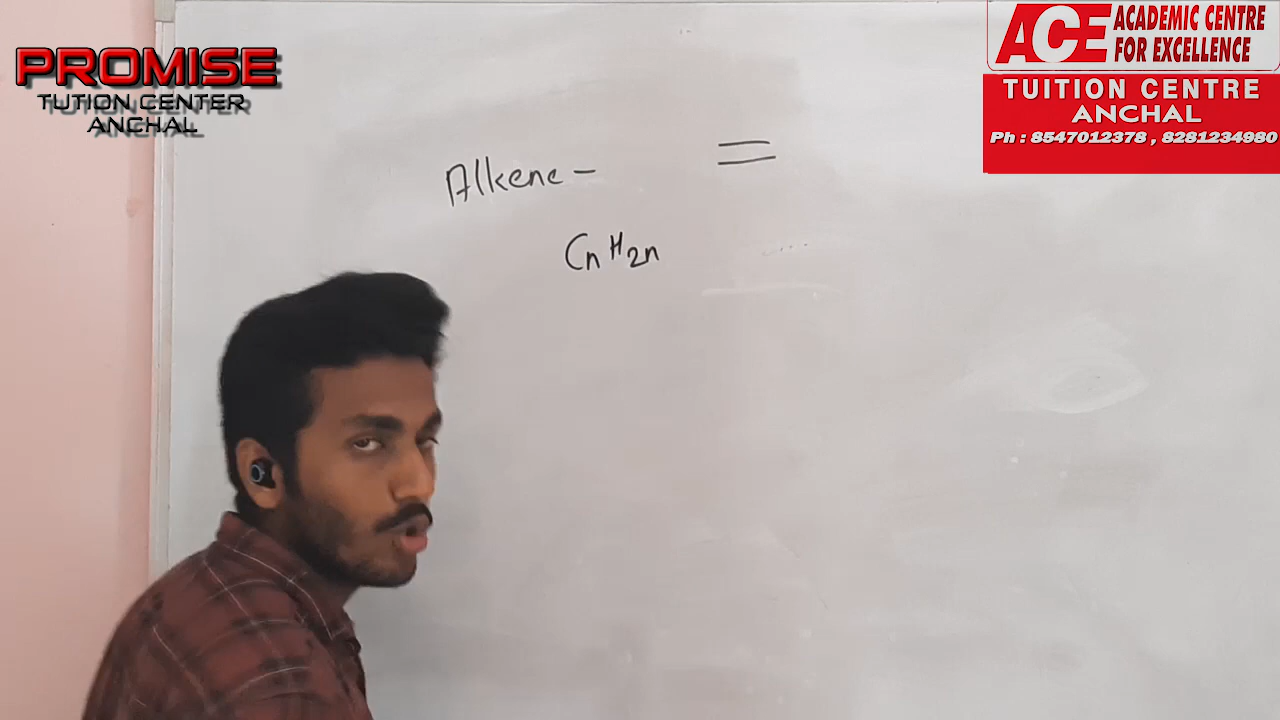 PROMISE
TUTION CENTER
ANCHAL
ACE ACADEMIC CENTRE
FOR EXCELLENCE
TUITION CENTRE
ANCHAL
Ph : 8547012378 , 8281234980
Alkene - =
CnH2n